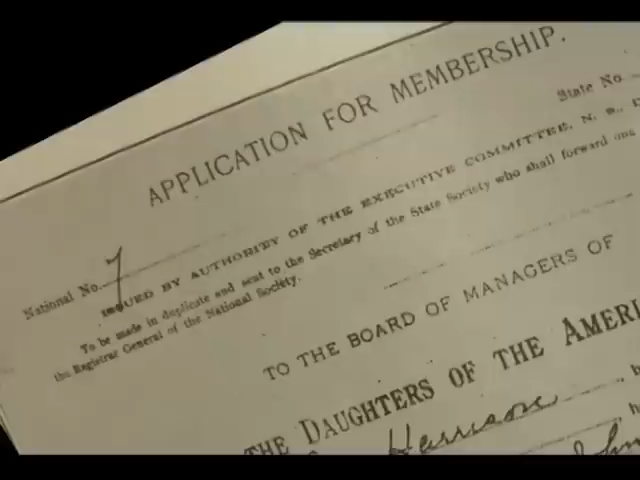 APPLICATION FOR MEMBERSHIP.
State No
National No. 7
ISSUED BY AUTHORITY OF THE EXECUTIVE COMMITTEE, N. S., D
To be made in duplicate and sent to the Secretary of the State Society who shall forward one
the Registrar General of the National Society.
TO THE BOARD OF MANAGERS OF
THE DAUGHTERS OF THE AMERI
Harrison